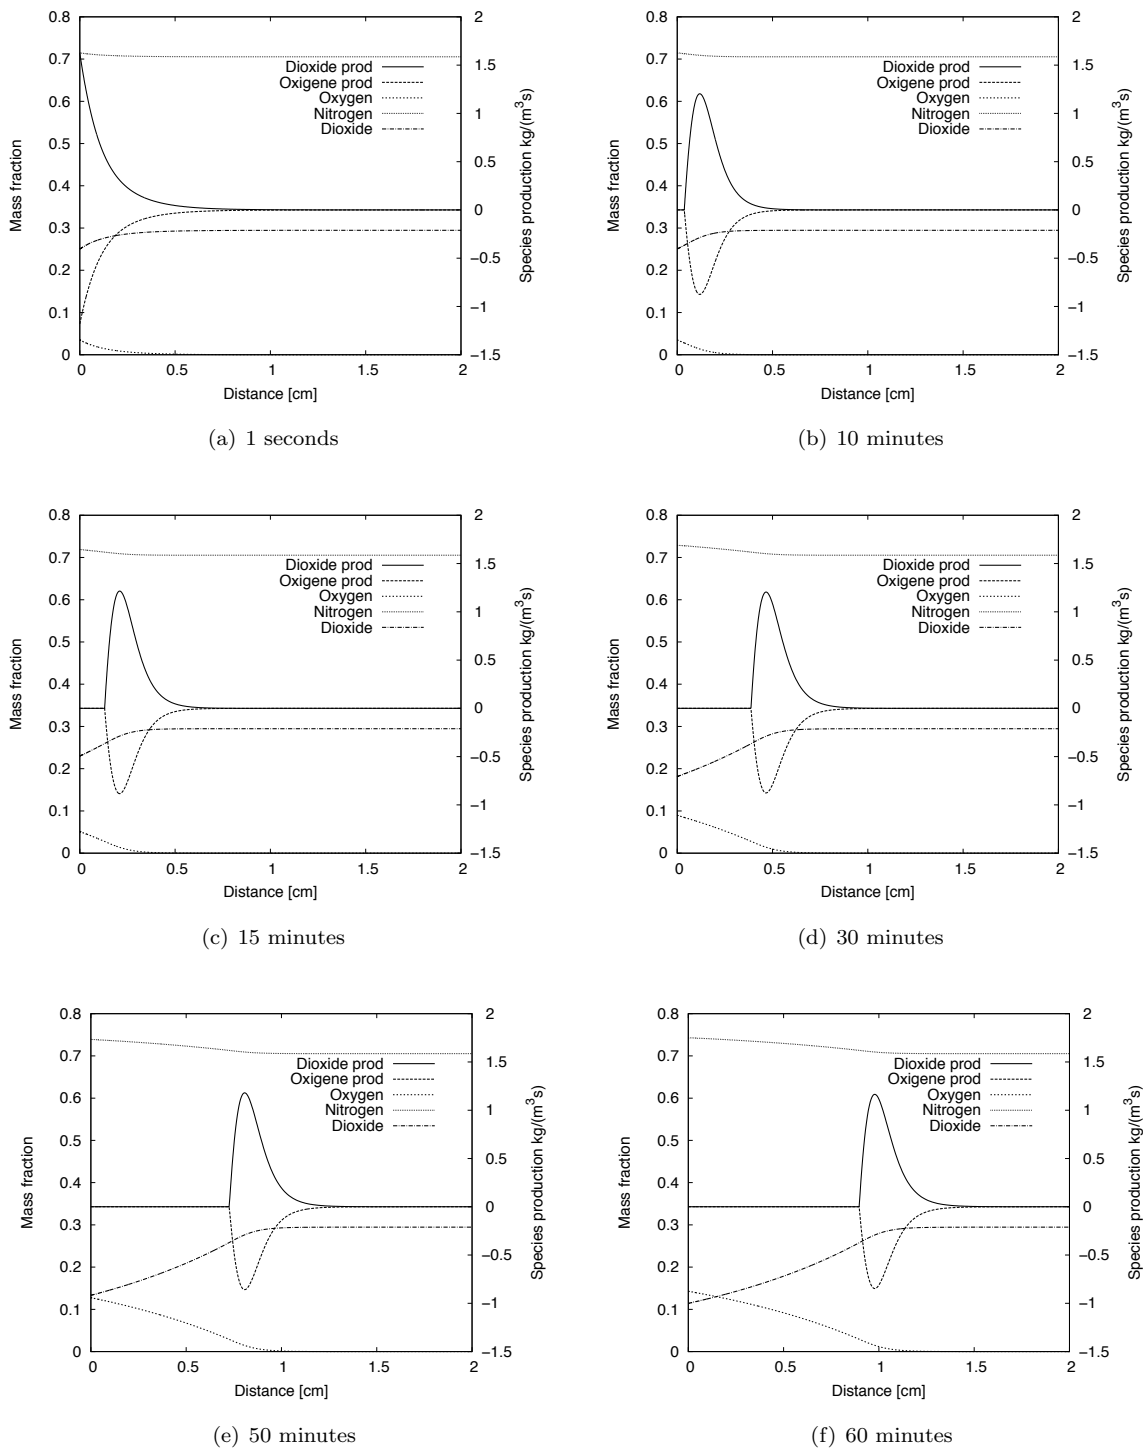 0.8
0.7
0.6
0.5
0.4
0.3
0.2
0.1
0
Mass fraction
2
1.5
1
0.5
0
−0.5
−1
−1.5
Species production kg/(m³s)
Dioxide prod
Oxigene prod
Oxygen
Nitrogen
Dioxide
0 0.5 1 1.5 2
Distance [cm]
(a) 1 seconds
0.8
0.7
0.6
0.5
0.4
0.3
0.2
0.1
0
Mass fraction
2
1.5
1
0.5
0
−0.5
−1
−1.5
Species production kg/(m³s)
Dioxide prod
Oxigene prod
Oxygen
Nitrogen
Dioxide
0 0.5 1 1.5 2
Distance [cm]
(b) 10 minutes
0.8
0.7
0.6
0.5
0.4
0.3
0.2
0.1
0
Mass fraction
2
1.5
1
0.5
0
−0.5
−1
−1.5
Species production kg/(m³s)
Dioxide prod
Oxigene prod
Oxygen
Nitrogen
Dioxide
0 0.5 1 1.5 2
Distance [cm]
(c) 15 minutes
0.8
0.7
0.6
0.5
0.4
0.3
0.2
0.1
0
Mass fraction
2
1.5
1
0.5
0
−0.5
−1
−1.5
Species production kg/(m³s)
Dioxide prod
Oxigene prod
Oxygen
Nitrogen
Dioxide
0 0.5 1 1.5 2
Distance [cm]
(d) 30 minutes
0.8
0.7
0.6
0.5
0.4
0.3
0.2
0.1
0
Mass fraction
2
1.5
1
0.5
0
−0.5
−1
−1.5
Species production kg/(m³s)
Dioxide prod
Oxigene prod
Oxygen
Nitrogen
Dioxide
0 0.5 1 1.5 2
Distance [cm]
(e) 50 minutes
0.8
0.7
0.6
0.5
0.4
0.3
0.2
0.1
0
Mass fraction
2
1.5
1
0.5
0
−0.5
−1
−1.5
Species production kg/(m³s)
Dioxide prod
Oxigene prod
Oxygen
Nitrogen
Dioxide
0 0.5 1 1.5 2
Distance [cm]
(f) 60 minutes